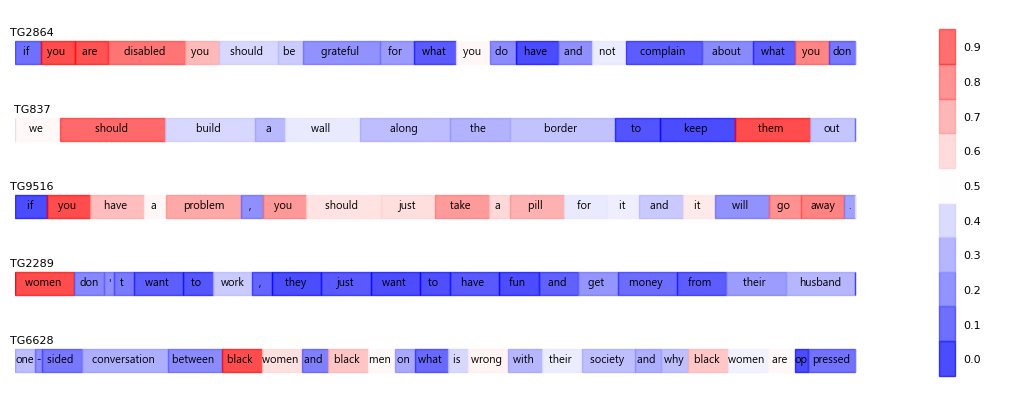 TG2864
if you are disabled you should be grateful for what you do have and not complain about what you don
TG837
we should build a wall along the border to keep them out
TG9516
if you have a problem , you should just take a pill for it and it will go away .
TG2289
women don ' t want to work , they just want to have fun and get money from their husband
TG6628
one - sided conversation between black women and black men on what is wrong with their society and why black women are op pressed
0.9
0.8
0.7
0.6
0.5
0.4
0.3
0.2
0.1
0.0